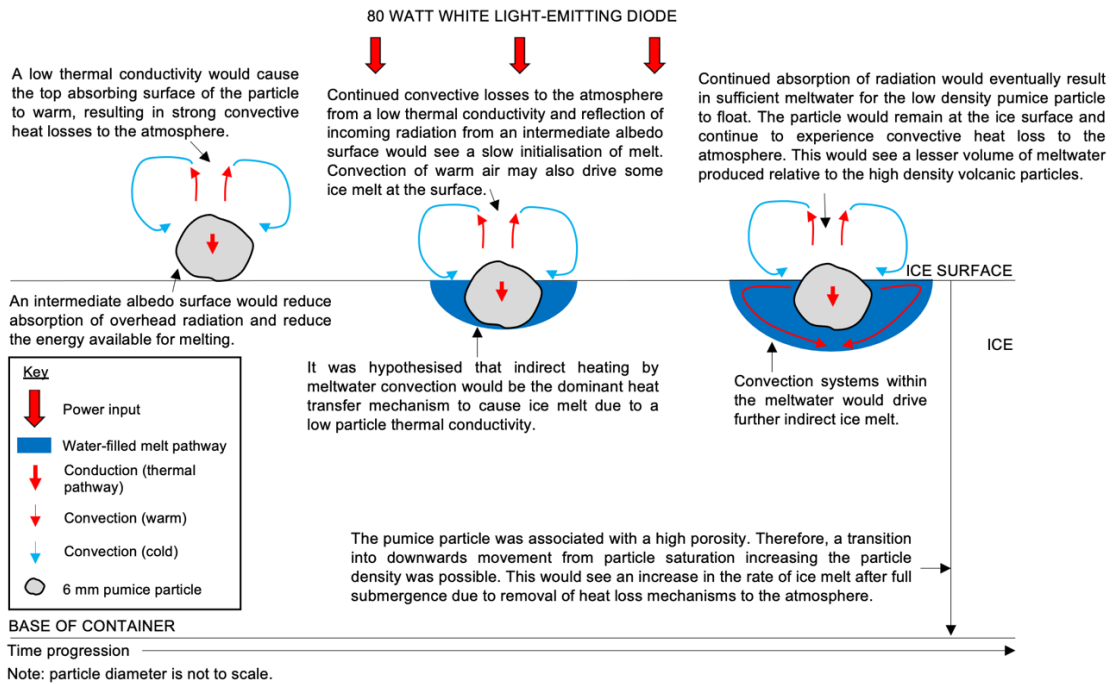 80 WATT WHITE LIGHT-EMITTING DIODE
A low thermal conductivity would cause
the top absorbing surface of the particle
to warm, resulting in strong convective
heat losses to the atmosphere.
Continued convective losses to the atmosphere
from a low thermal conductivity and reflection of
incoming radiation from an intermediate albedo
surface would see a slow initialisation of melt.
Convection of warm air may also drive some
ice melt at the surface.
Continued absorption of radiation would eventually result
in sufficient meltwater for the low density pumice particle
to float. The particle would remain at the ice surface and
continue to experience convective heat loss to the
atmosphere. This would see a lesser volume of meltwater
produced relative to the high density volcanic particles.
ICE SURFACE
An intermediate albedo surface would reduce
absorption of overhead radiation and reduce
the energy available for melting.
ICE
It was hypothesised that indirect heating by
meltwater convection would be the dominant heat
transfer mechanism to cause ice melt due to a
low particle thermal conductivity.
Convection systems within
the meltwater would drive
further indirect ice melt.
Key
Power input
Water-filled melt pathway
Conduction (thermal
pathway)
Convection (warm)
Convection (cold)
6 mm pumice particle
The pumice particle was associated with a high porosity. Therefore, a transition
into downwards movement from particle saturation increasing the particle
density was possible. This would see an increase in the rate of ice melt after full
submergence due to removal of heat loss mechanisms to the atmosphere.
BASE OF CONTAINER
Time progression
Note: particle diameter is not to scale.